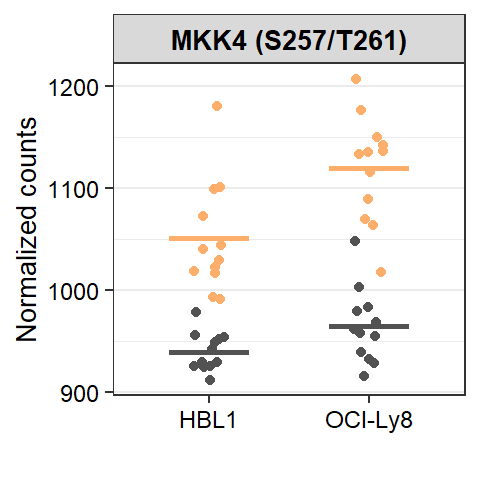 MKK4 (S257/T261)
Normalized counts
1200
1100
1000
900
HBL1
OCI-Ly8